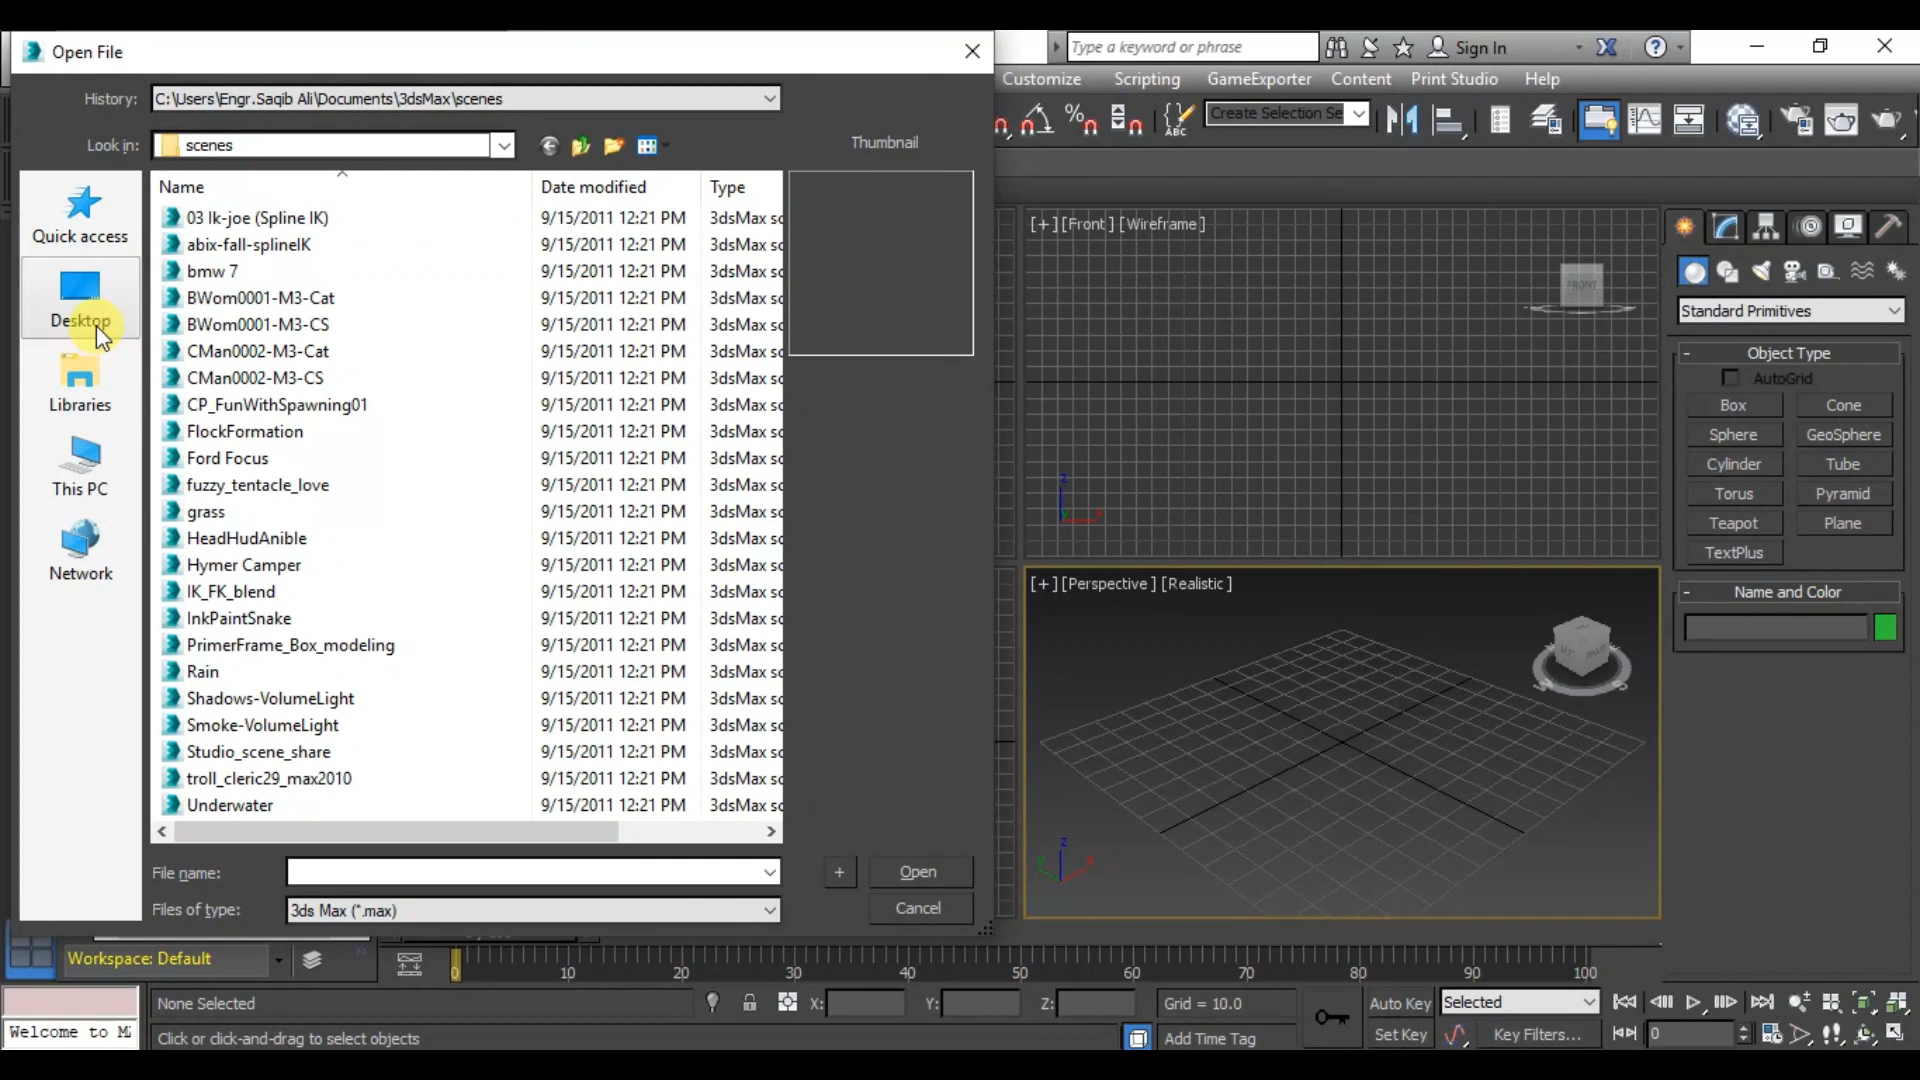 Open File
Type a keyword or phrase
Sign In
History:
C:\Users\Engr.Saqib Ali\Documents\3dsMax\scenes
Customize Scripting GameExporter Content Print Studio Help
Look in:
scenes
Thumbnail
Create Selection Se
Name Date modified Type
Quick access
Desktop
Libraries
This PC
Network
03 Ik-joe (Spline IK) 9/15/2011 12:21 PM 3dsMax sc
abix-fall-splineIK 9/15/2011 12:21 PM 3dsMax sc
bmw 7 9/15/2011 12:21 PM 3dsMax sc
BWom0001-M3-Cat 9/15/2011 12:21 PM 3dsMax sc
BWom0001-M3-CS 9/15/2011 12:21 PM 3dsMax sc
CMan0002-M3-Cat 9/15/2011 12:21 PM 3dsMax sc
CMan0002-M3-CS 9/15/2011 12:21 PM 3dsMax sc
CP_FunWithSpawning01 9/15/2011 12:21 PM 3dsMax sc
FlockFormation 9/15/2011 12:21 PM 3dsMax sc
Ford Focus 9/15/2011 12:21 PM 3dsMax sc
fuzzy_tentacle_love 9/15/2011 12:21 PM 3dsMax sc
grass 9/15/2011 12:21 PM 3dsMax sc
HeadHudAnible 9/15/2011 12:21 PM 3dsMax sc
Hymer Camper 9/15/2011 12:21 PM 3dsMax sc
IK_FK_blend 9/15/2011 12:21 PM 3dsMax sc
InkPaintSnake 9/15/2011 12:21 PM 3dsMax sc
PrimerFrame_Box_modeling 9/15/2011 12:21 PM 3dsMax sc
Rain 9/15/2011 12:21 PM 3dsMax sc
Shadows-VolumeLight 9/15/2011 12:21 PM 3dsMax sc
Smoke-VolumeLight 9/15/2011 12:21 PM 3dsMax sc
Studio_scene_share 9/15/2011 12:21 PM 3dsMax sc
troll_cleric29_max2010 9/15/2011 12:21 PM 3dsMax sc
Underwater 9/15/2011 12:21 PM 3dsMax sc
File name:
+
Open
Files of type:
3ds Max (*.max)
Cancel
[+][Front][Wireframe]
FRONT
z
x
y
[+][Perspective][Realistic]
z
y
x
Standard Primitives
- Object Type
AutoGrid
Box Cone
Sphere GeoSphere
Cylinder Tube
Torus Pyramid
Teapot Plane
TextPlus
- Name and Color
Workspace: Default
0 10 20 30 40 50 60 70 80 90 100
None Selected
X: Y: Z:
Grid = 10.0
Auto Key
Selected
Welcome to M
Click or click-and-drag to select objects
Add Time Tag
Set Key
Key Filters...
0